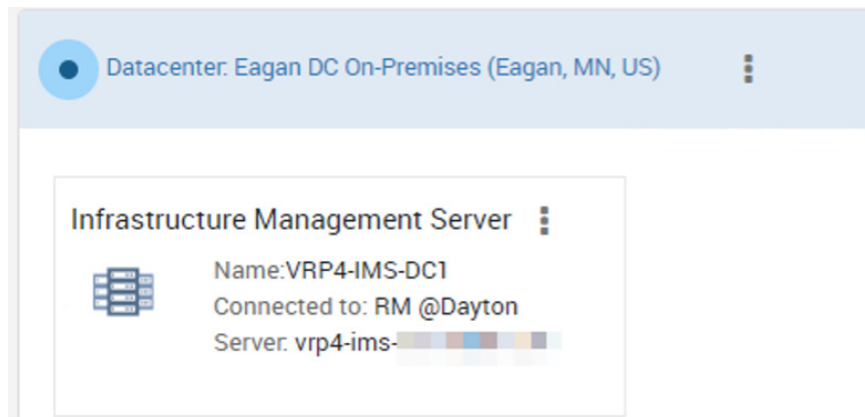 Datacenter: Eagan DC On-Premises (Eagan, MN, US)
Infrastructure Management Server
Name:VRP4-IMS-DC1
Connected to: RM @Dayton
Server: vrp4-ims-